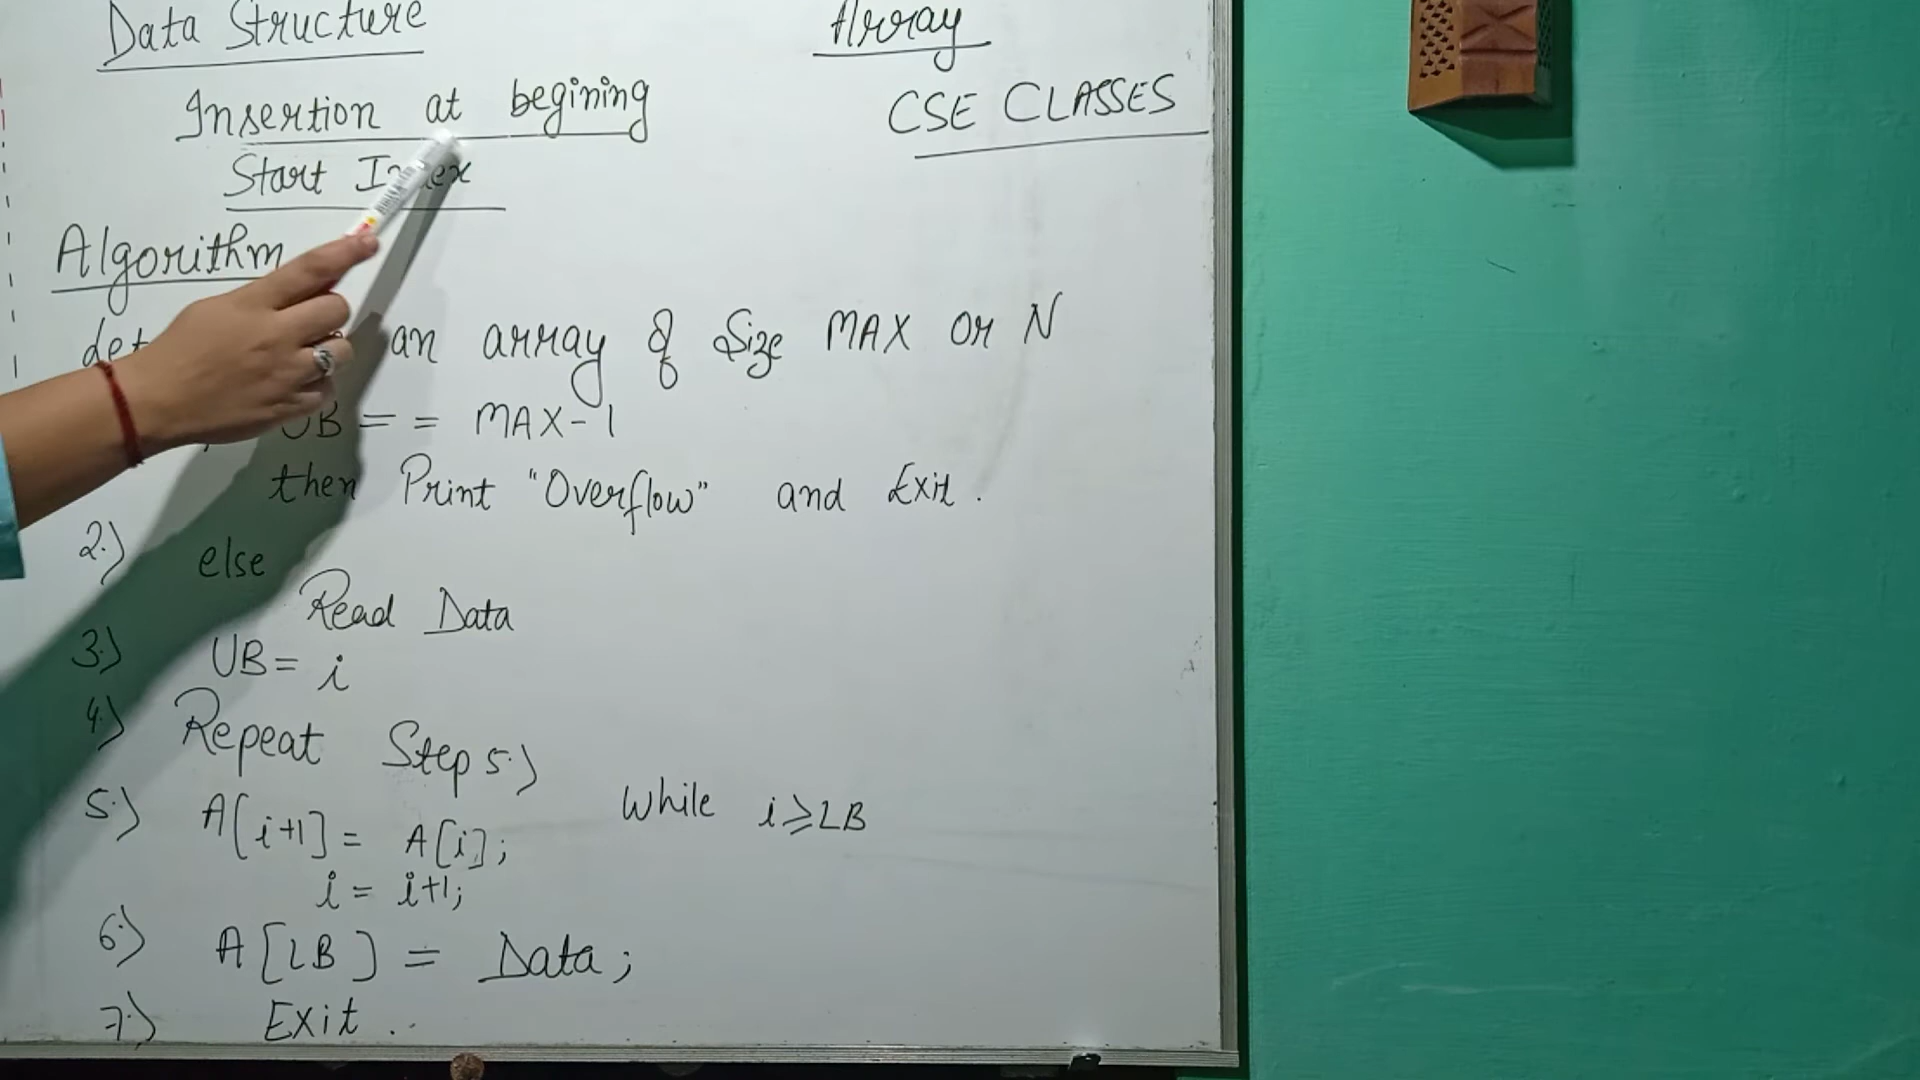 Data Structure
Array
Insertion at begining
CSE CLASSES
Start Index
Algorithm
an array of Size MAX or N
UB == MAX-1
then Print "Overflow" and Exit.
2.) else
Read Data
3.) UB = i
4.) Repeat Step 5.)
While i≥LB
5.) A[i+1] = A[i];
i = i+1;
6.) A[LB] = Data;
7.) Exit..